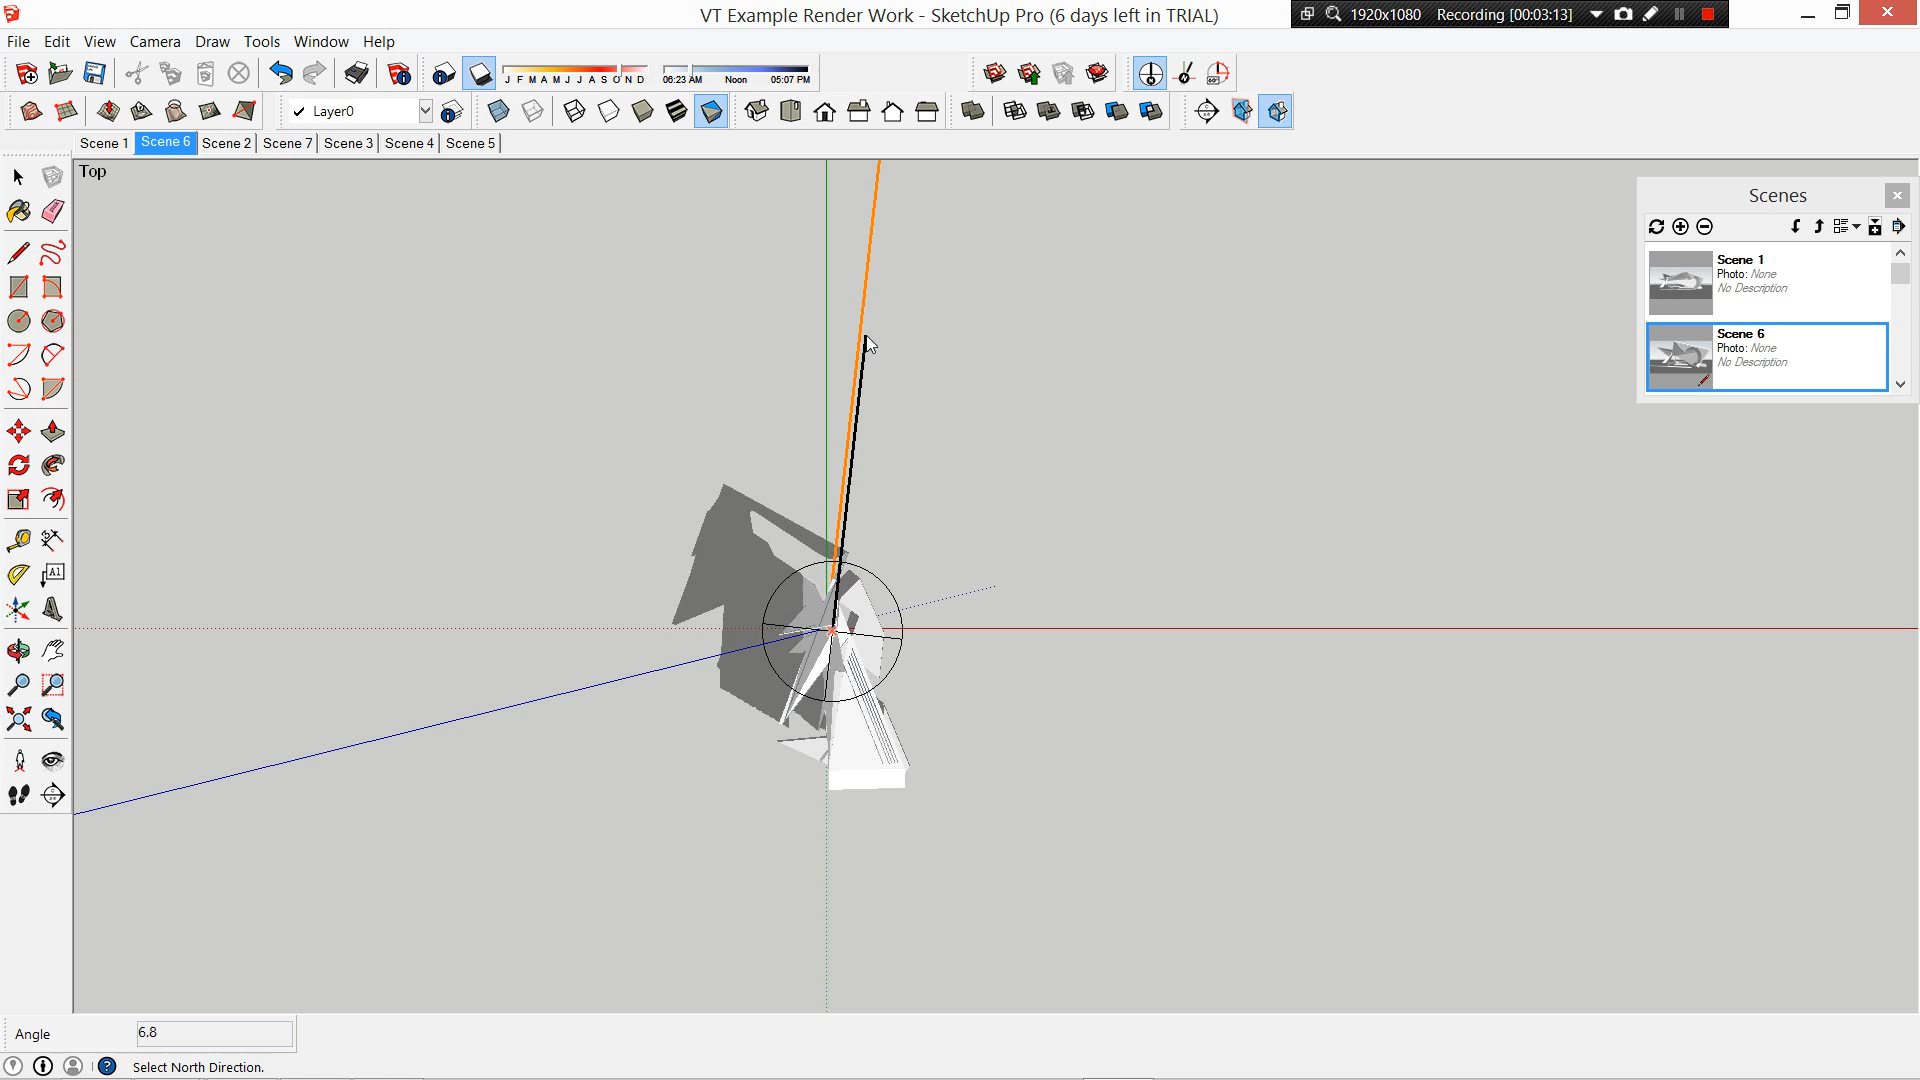 VT Example Render Work - SketchUp Pro (6 days left in TRIAL)
1920x1080 Recording [00:03:13]
File Edit View Camera Draw Tools Window Help
J F M A M J J A S O N D
06:23 AM Noon 05:07 PM
Layer0
Scene 1 Scene 6 Scene 2 Scene 7 Scene 3 Scene 4 Scene 5
Top
Scenes
Scene 1
Photo: None
No Description
Scene 6
Photo: None
No Description
A1
Angle 6.8
Select North Direction.